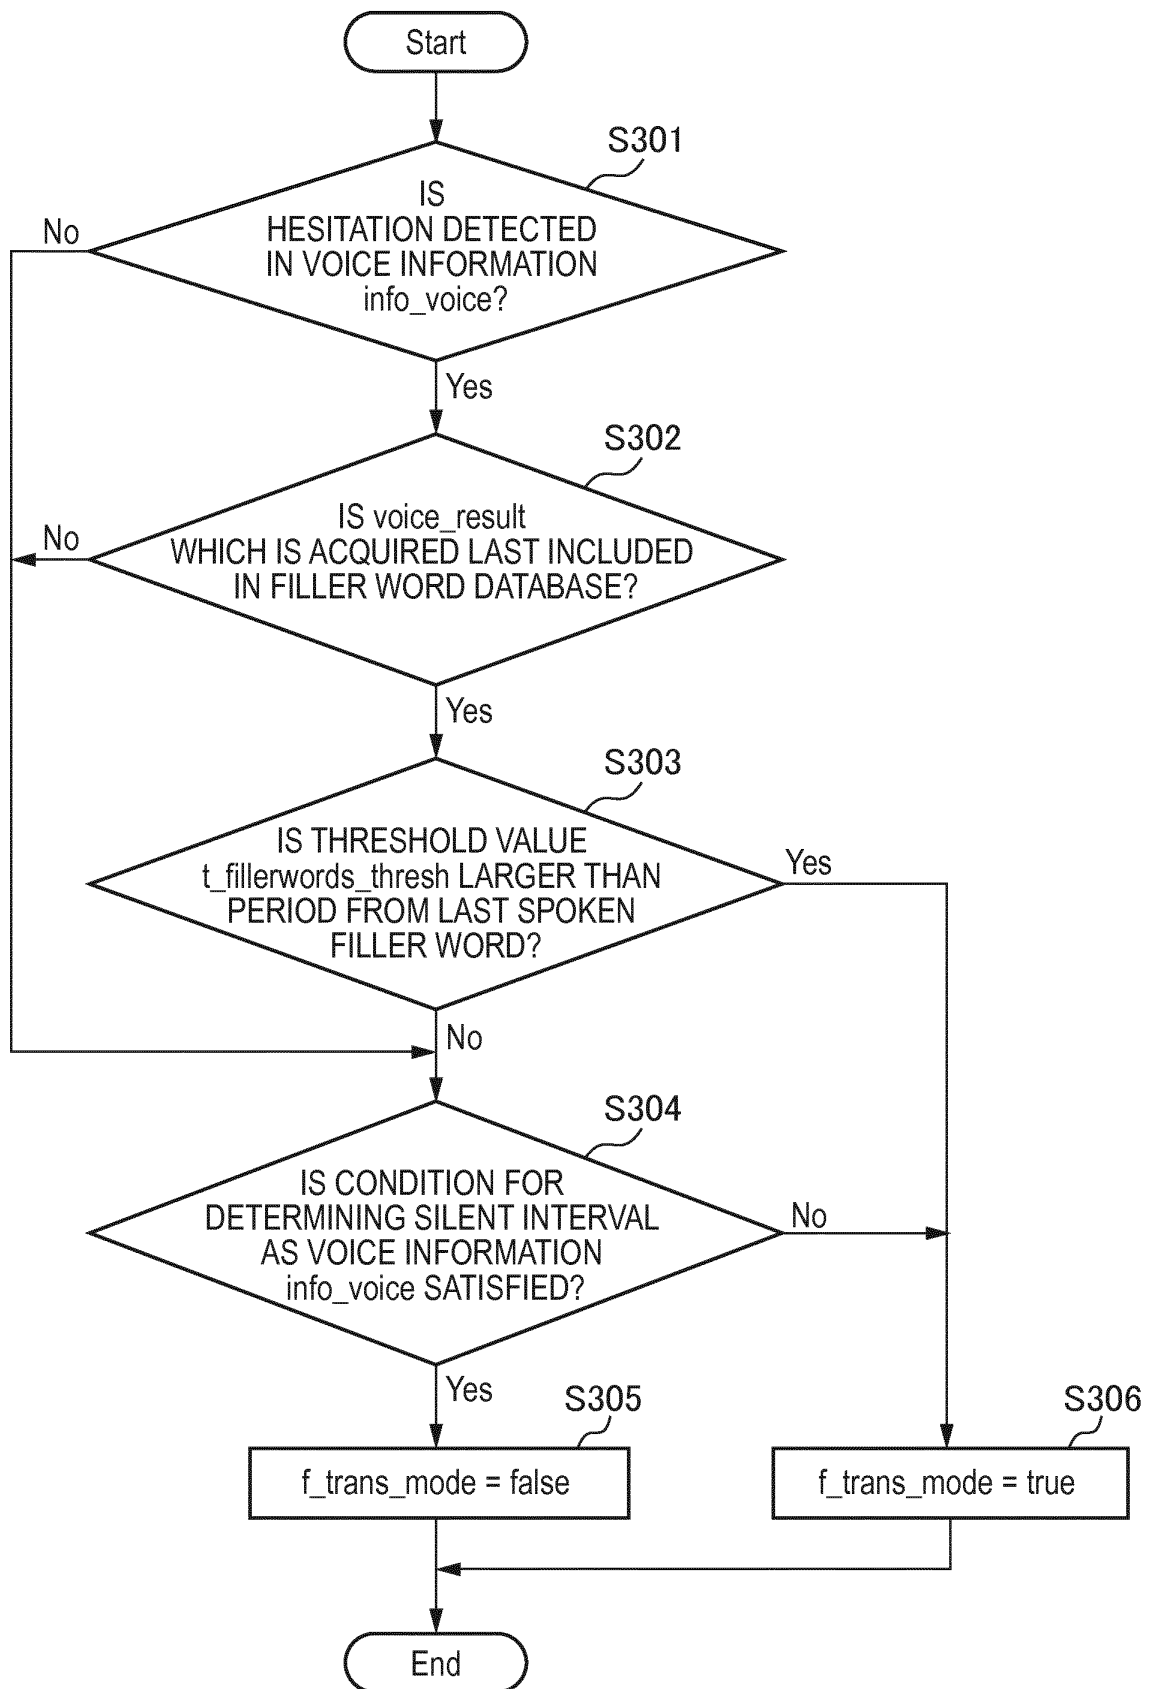 Start
S301
IS
HESITATION DETECTED
IN VOICE INFORMATION
info_voice?
No
Yes
S302
IS voice_result
WHICH IS ACQUIRED LAST INCLUDED
IN FILLER WORD DATABASE?
No
Yes
S303
IS THRESHOLD VALUE
t_fillerwords_thresh LARGER THAN
PERIOD FROM LAST SPOKEN
FILLER WORD?
Yes
No
S304
IS CONDITION FOR
DETERMINING SILENT INTERVAL
AS VOICE INFORMATION
info_voice SATISFIED?
No
Yes
S305
f_trans_mode = false
S306
f_trans_mode = true
End